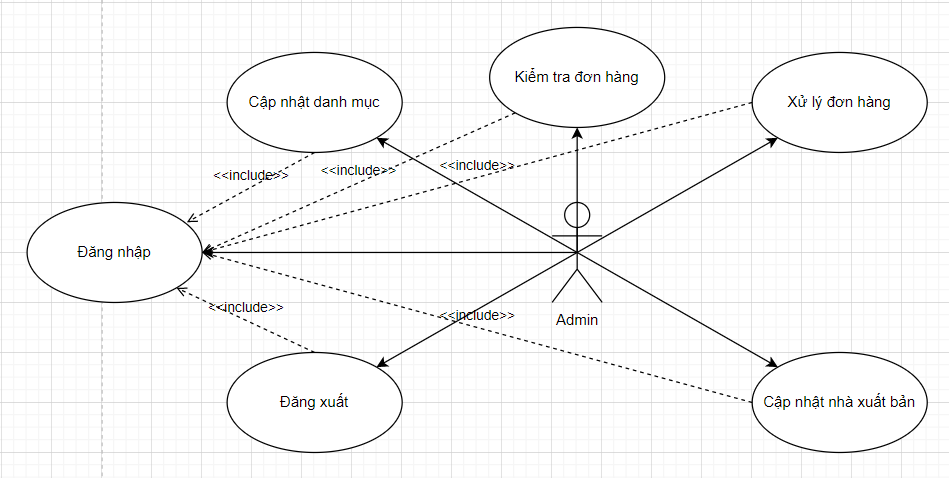 Kiểm tra đơn hàng
Cập nhật danh mục
Xử lý đơn hàng
<<include>>
<<include>>
<<include>>
Đăng nhập
<<include>>
<<include>>
Admin
Đăng xuất
Cập nhật nhà xuất bản